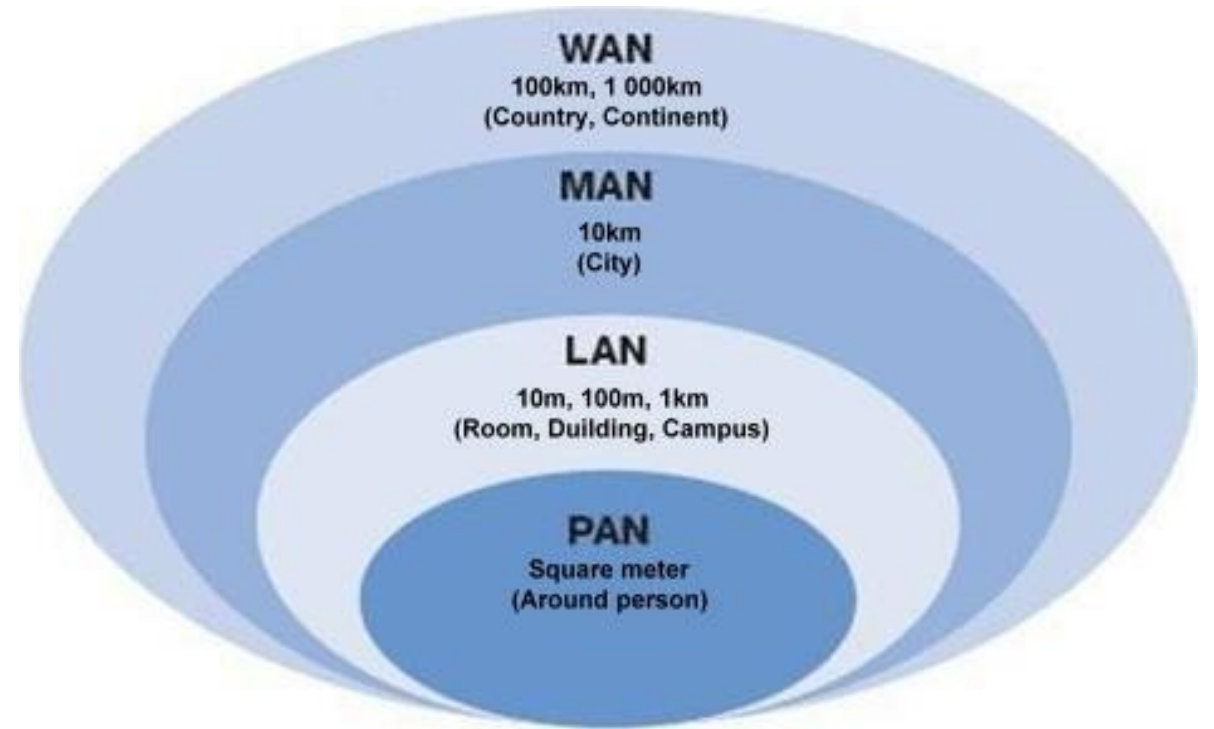 WAN
100km, 1 000km
(Country, Continent)
MAN
10km
(City)
LAN
10m, 100m, 1km
(Room, Duilding, Campus)
PAN
Square meter
(Around person)